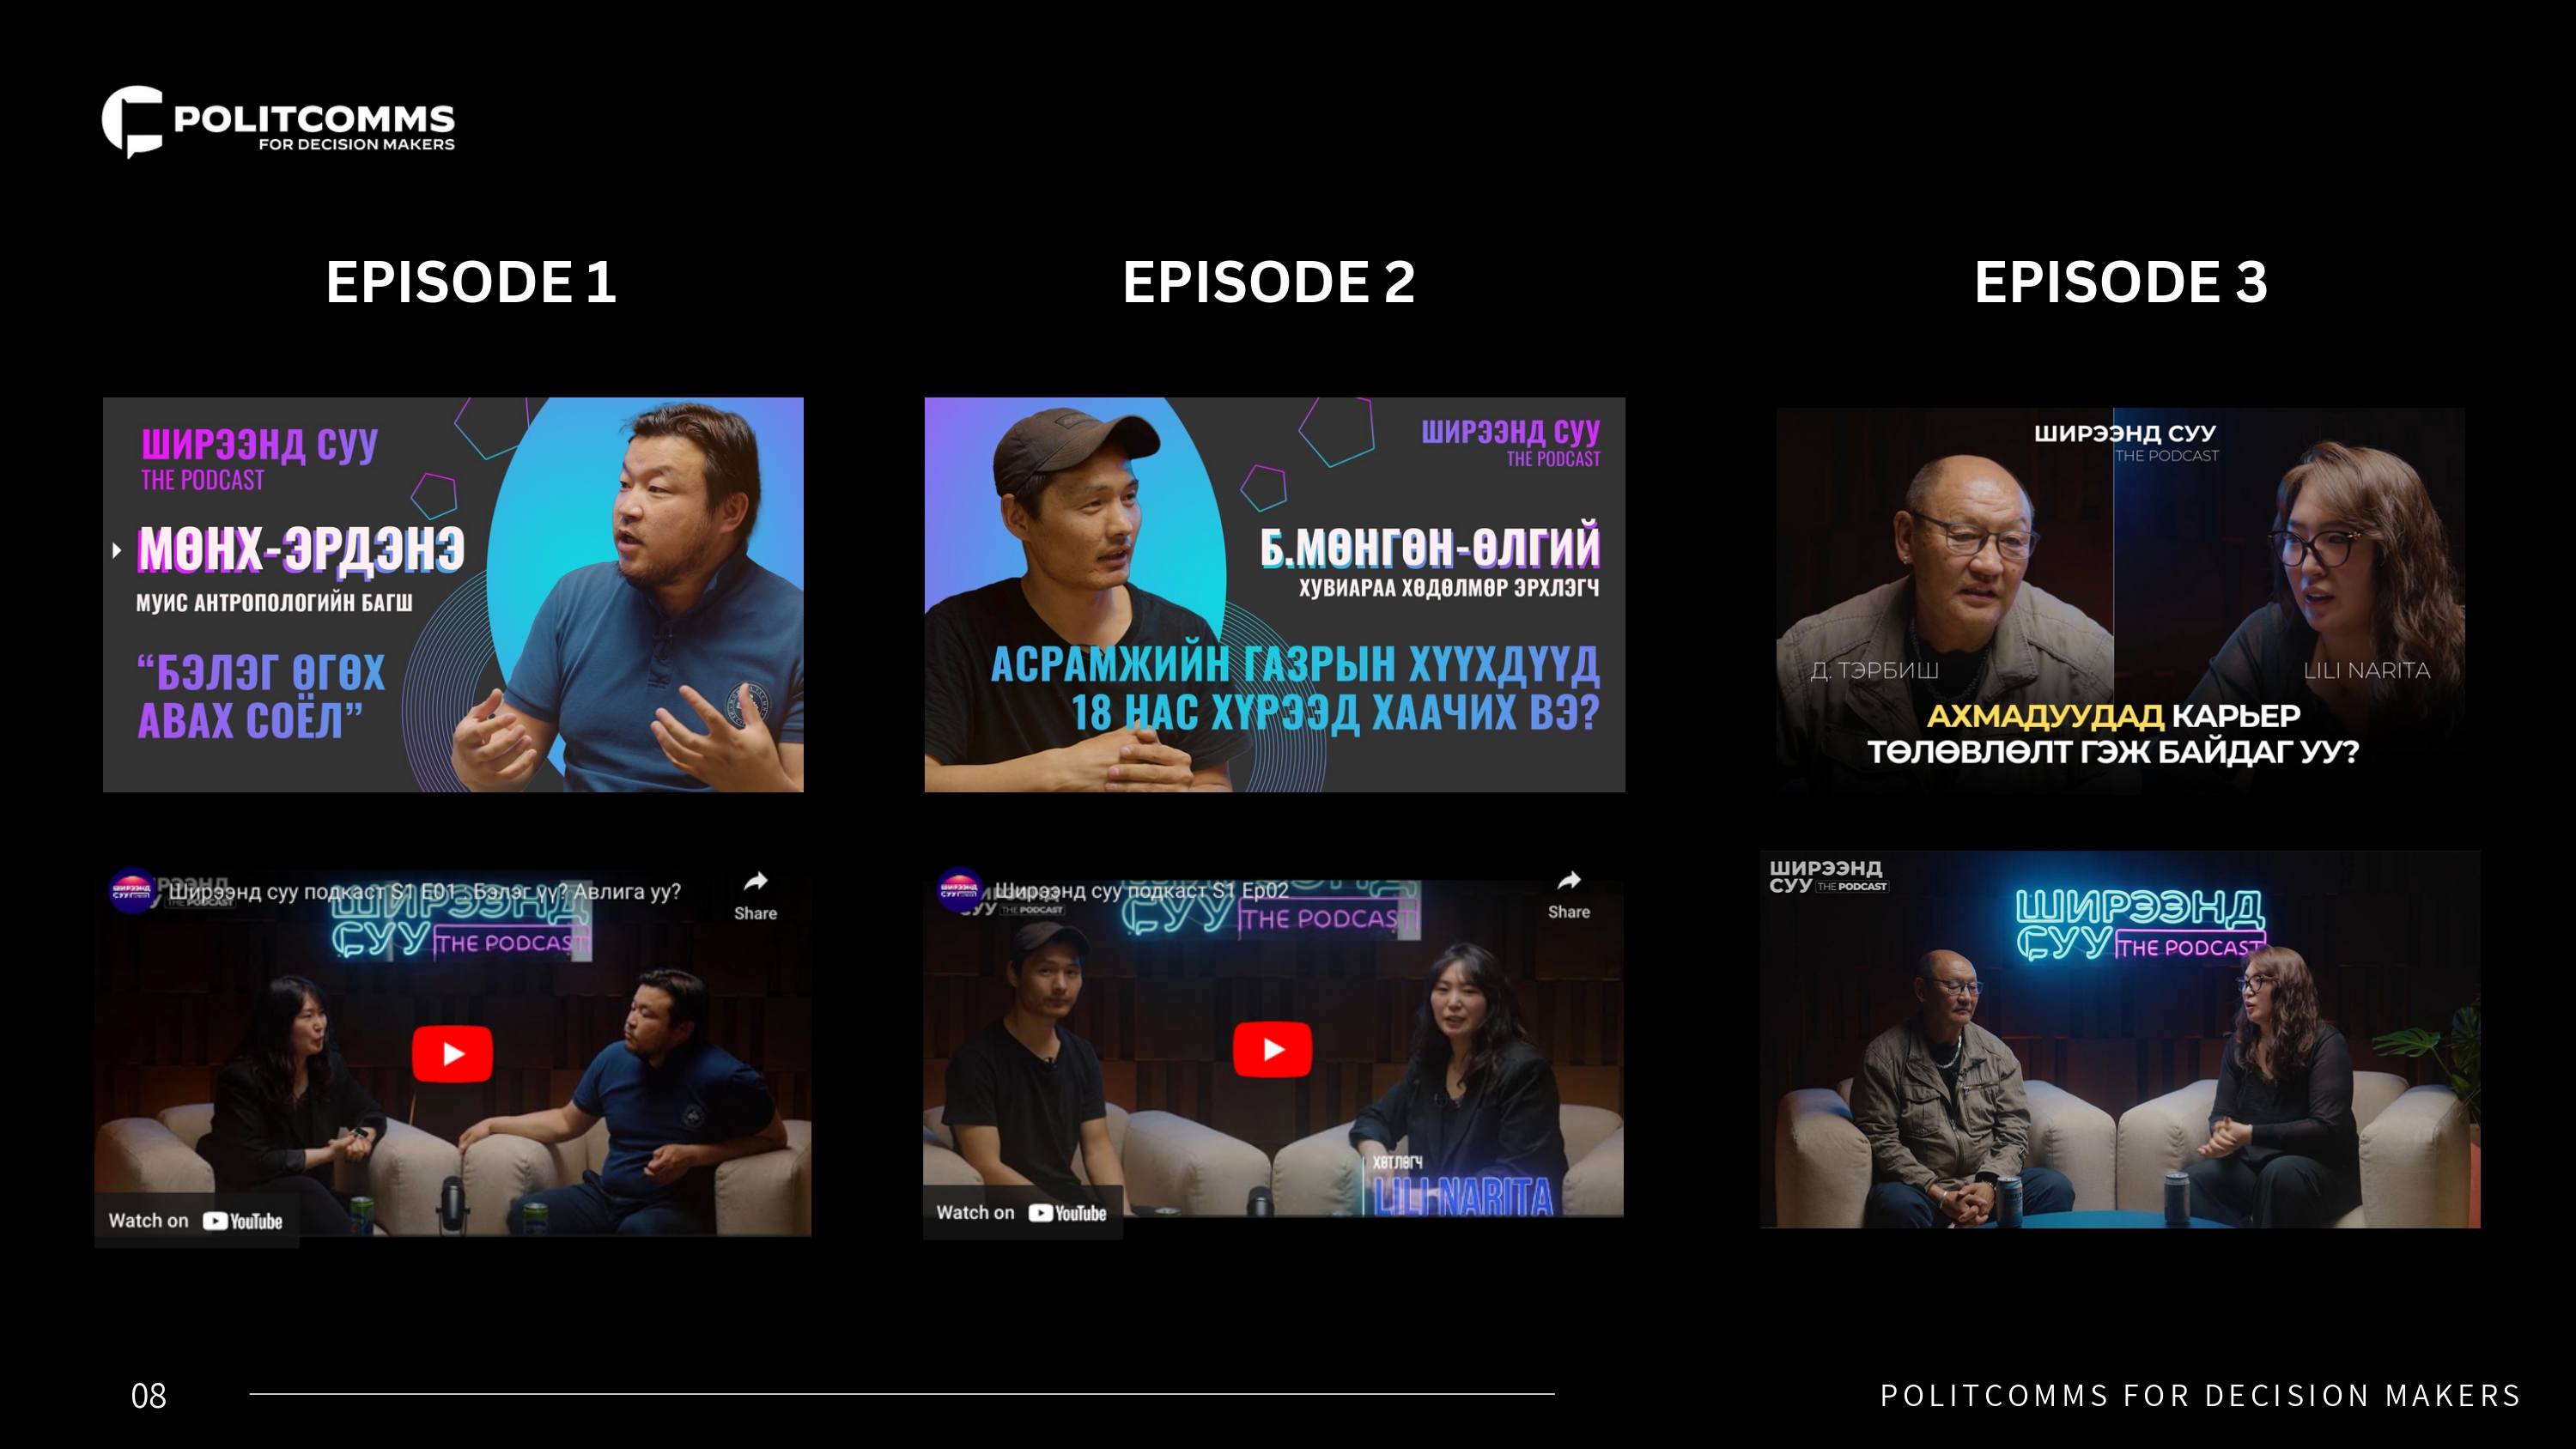 POLITCOMMS
FOR DECISION MAKERS
EPISODE 1
EPISODE 2
EPISODE 3
ШИРЭЭНД СУУ
THE PODCAST
МӨНХ-ЭРДЭНЭ
МУИС АНТРОПОЛОГИЙН БАГШ
“БЭЛЭГ ӨГӨХ
АВАХ СОЁЛ”
ШИРЭЭНД СУУ
THE PODCAST
Б.МӨНГӨН-ӨЛГИЙ
ХУВИАРАА ХӨДӨЛМӨР ЭРХЛЭГЧ
АСРАМЖИЙН ГАЗРЫН ХҮҮХДҮҮД
18 НАС ХҮРЭЭД ХААЧИХ ВЭ?
ШИРЭЭНД СУУ
THE PODCAST
Д. ТЭРБИШ
LILI NARITA
АХМАДУУДАД КАРЬЕР
ТӨЛӨВЛӨЛТ ГЭЖ БАЙДАГ УУ?
Ширээнд суу подкаст S1 E01 - Бэлэг үү? Авлига уу?
Share
ШИРЭЭНД
СУУ THE PODCAST
Watch on YouTube
Ширээнд суу подкаст S1 Ep02
Share
СУУ THE PODCAST
ХӨТЛӨГЧ
LILI NARITA
Watch on YouTube
ШИРЭЭНД
СУУ THE PODCAST
ШИРЭЭНД
СУУ THE PODCAST
08
POLITCOMMS FOR DECISION MAKERS